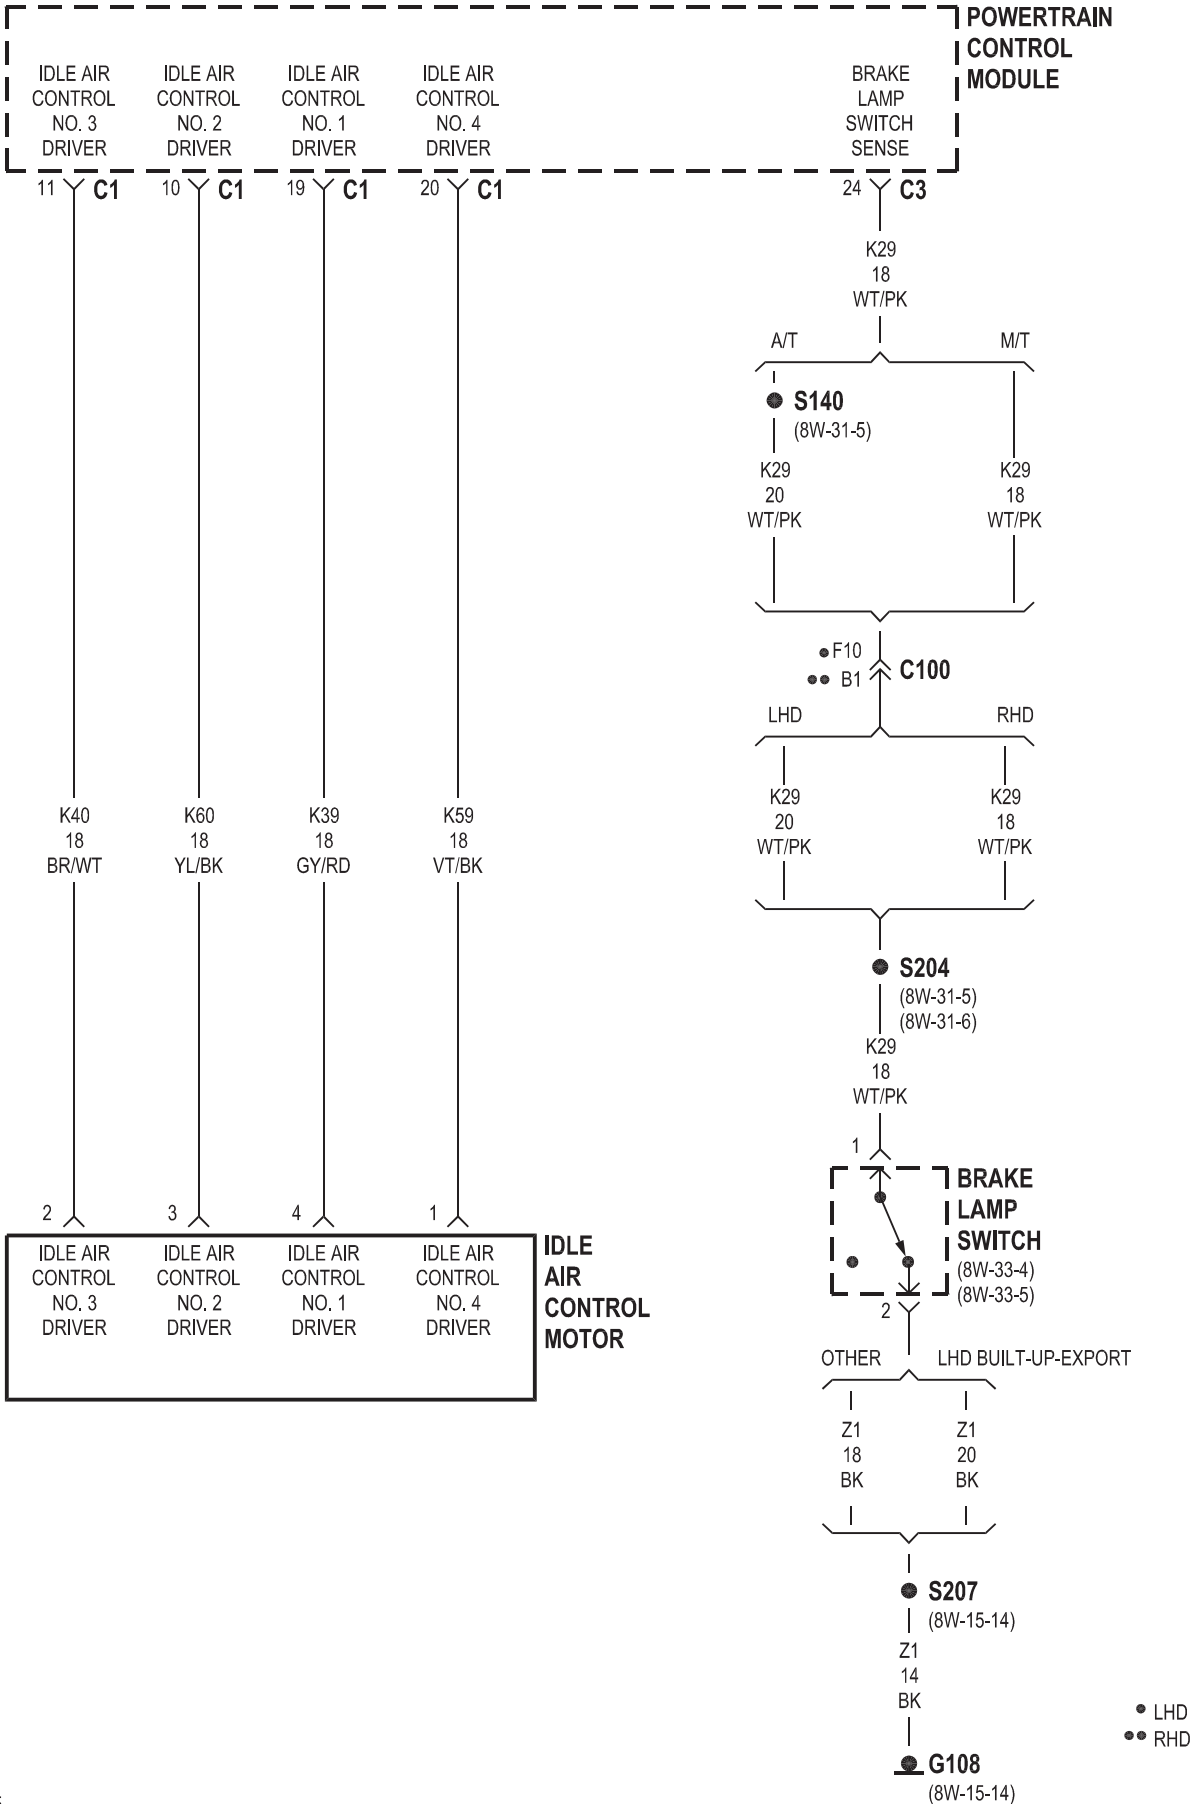 POWERTRAIN
CONTROL
MODULE
IDLE AIR
CONTROL
NO. 3
DRIVER
IDLE AIR
CONTROL
NO. 2
DRIVER
IDLE AIR
CONTROL
NO. 1
DRIVER
IDLE AIR
CONTROL
NO. 4
DRIVER
BRAKE
LAMP
SWITCH
SENSE
11 C1
10 C1
19 C1
20 C1
24 C3
K29
18
WT/PK
A/T
M/T
S140
(8W-31-5)
K29
20
WT/PK
K29
18
WT/PK
F10
B1
C100
LHD
RHD
K29
20
WT/PK
K29
18
WT/PK
K40
18
BR/WT
K60
18
YL/BK
K39
18
GY/RD
K59
18
VT/BK
S204
(8W-31-5)
(8W-31-6)
K29
18
WT/PK
1
BRAKE
LAMP
SWITCH
(8W-33-4)
(8W-33-5)
2
2
3
4
1
IDLE AIR
CONTROL
NO. 3
DRIVER
IDLE AIR
CONTROL
NO. 2
DRIVER
IDLE AIR
CONTROL
NO. 1
DRIVER
IDLE AIR
CONTROL
NO. 4
DRIVER
IDLE
AIR
CONTROL
MOTOR
OTHER
LHD BUILT-UP-EXPORT
Z1
18
BK
Z1
20
BK
S207
(8W-15-14)
Z1
14
BK
G108
(8W-15-14)
LHD
RHD